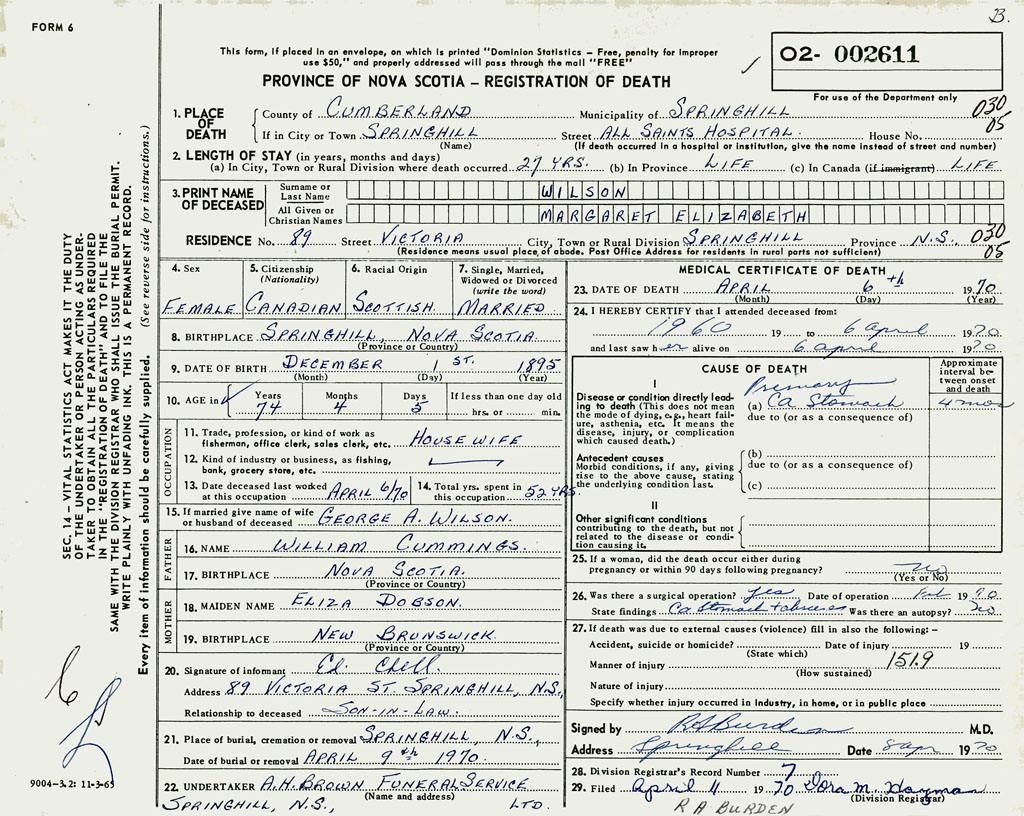 B.
FORM 6
This form, if placed in an envelope, on which is printed "Dominion Statistics – Free, penalty for improper
use $50," and properly addressed will pass through the mail "FREE"
PROVINCE OF NOVA SCOTIA – REGISTRATION OF DEATH
✓
02- 002611
For use of the Department only
1. PLACE OF DEATH
County of CUMBERLAND Municipality of SPRINGHILL 030
If in City or Town SPRINGHILL Street ALL SAINTS HOSPITAL. House No. 05
(Name) (If death occurred in a hospital or institution, give the name instead of street and number)
2. LENGTH OF STAY (in years, months and days)
(a) In City, Town or Rural Division where death occurred 27 YRS. (b) In Province LIFE (c) In Canada (if immigrant) LIFE
3. PRINT NAME OF DECEASED
Surname or Last Name WILSON
All Given or Christian Names MARGARET ELIZABETH
RESIDENCE No. 89 Street VICTORIA City, Town or Rural Division SPRINGHILL Province N.S. 030
(Residence means usual place of abode. Post Office Address for residents in rural parts not sufficient) 05
4. Sex
FEMALE
5. Citizenship (Nationality)
CANADIAN
6. Racial Origin
SCOTTISH
7. Single, Married, Widowed or Divorced (write the word)
MARRIED
8. BIRTHPLACE SPRINGHILL, NOVA SCOTIA
(Province or Country)
9. DATE OF BIRTH DECEMBER 1 ST. 1895
(Month) (Day) (Year)
10. AGE in ✓ Years Months Days If less than one day old
74 4 5 hrs. or min.
OCCUPATION
11. Trade, profession, or kind of work as
fisherman, office clerk, sales clerk, etc. HOUSEWIFE
12. Kind of industry or business, as fishing,
bank, grocery store, etc.
13. Date deceased last worked at this occupation APRIL 6/70
14. Total yrs. spent in this occupation 52 YRS.
15. If married give name of wife
or husband of deceased GEORGE A. WILSON.
FATHER
16. NAME WILLIAM CUMMINGS.
17. BIRTHPLACE NOVA SCOTIA.
(Province or Country)
MOTHER
18. MAIDEN NAME ELIZA DOBSON.
19. BIRTHPLACE NEW BRUNSWICK
(Province or Country)
20. Signature of informant Ed.
Address 89 VICTORIA ST. SPRINGHILL, N.S.,
Relationship to deceased SON-IN-LAW.
21. Place of burial, cremation or removal SPRINGHILL, N.S.,
Date of burial or removal APRIL 9th 1970
22. UNDERTAKER A.H. BROWN FUNERAL SERVICE
(Name and address)
SPRINGHILL, N.S., LTD.
MEDICAL CERTIFICATE OF DEATH
23. DATE OF DEATH APRIL 6th 1970
(Month) (Day) (Year)
24. I HEREBY CERTIFY that I attended deceased from:
1960 19 to 6 april 1970
and last saw her alive on 6 april 1970
CAUSE OF DEATH
Approximate interval between onset and death
I
Disease or condition directly leading
to death (This does not mean
the mode of dying, e.g., heart failure,
asthenia, etc. It means the
disease, injury, or complication
which caused death.)
Primary
(a) CA Stomach 4 mos
due to (or as a consequence of)
Antecedent causes
Morbid conditions, if any, giving
rise to the above cause, stating
the underlying condition last.
(b)
due to (or as a consequence of)
(c)
II
Other significant conditions
contributing to the death, but not
related to the disease or condition
causing it.
25. If a woman, did the death occur either during
pregnancy or within 90 days following pregnancy? no
(Yes or No)
26. Was there a surgical operation? yes Date of operation 1970
State findings Ca Stomach Was there an autopsy? no
27. If death was due to external causes (violence) fill in also the following: –
Accident, suicide or homicide? Date of injury 19
(State which)
Manner of injury 151.9
(How sustained)
Nature of injury
Specify whether injury occurred in industry, in home, or in public place
Signed by RABurden M.D.
Address Springhill Date 8 apr 1970
28. Division Registrar's Record Number 7
29. Filed April 11 1970 M. Hayman
(Division Registrar)
R A BURDEN
SEC. 14 – VITAL STATISTICS ACT MAKES IT THE DUTY
OF THE UNDERTAKER OR PERSON ACTING AS UNDER-
TAKER TO OBTAIN ALL THE PARTICULARS REQUIRED
IN THE "REGISTRATION OF DEATH" AND TO FILE THE
SAME WITH THE DIVISION REGISTRAR WHO SHALL ISSUE THE BURIAL PERMIT.
WRITE PLAINLY WITH UNFADING INK. THIS IS A PERMANENT RECORD.
Every item of information should be carefully supplied. (See reverse side for instructions.)
9004-3.2: 11-3-65